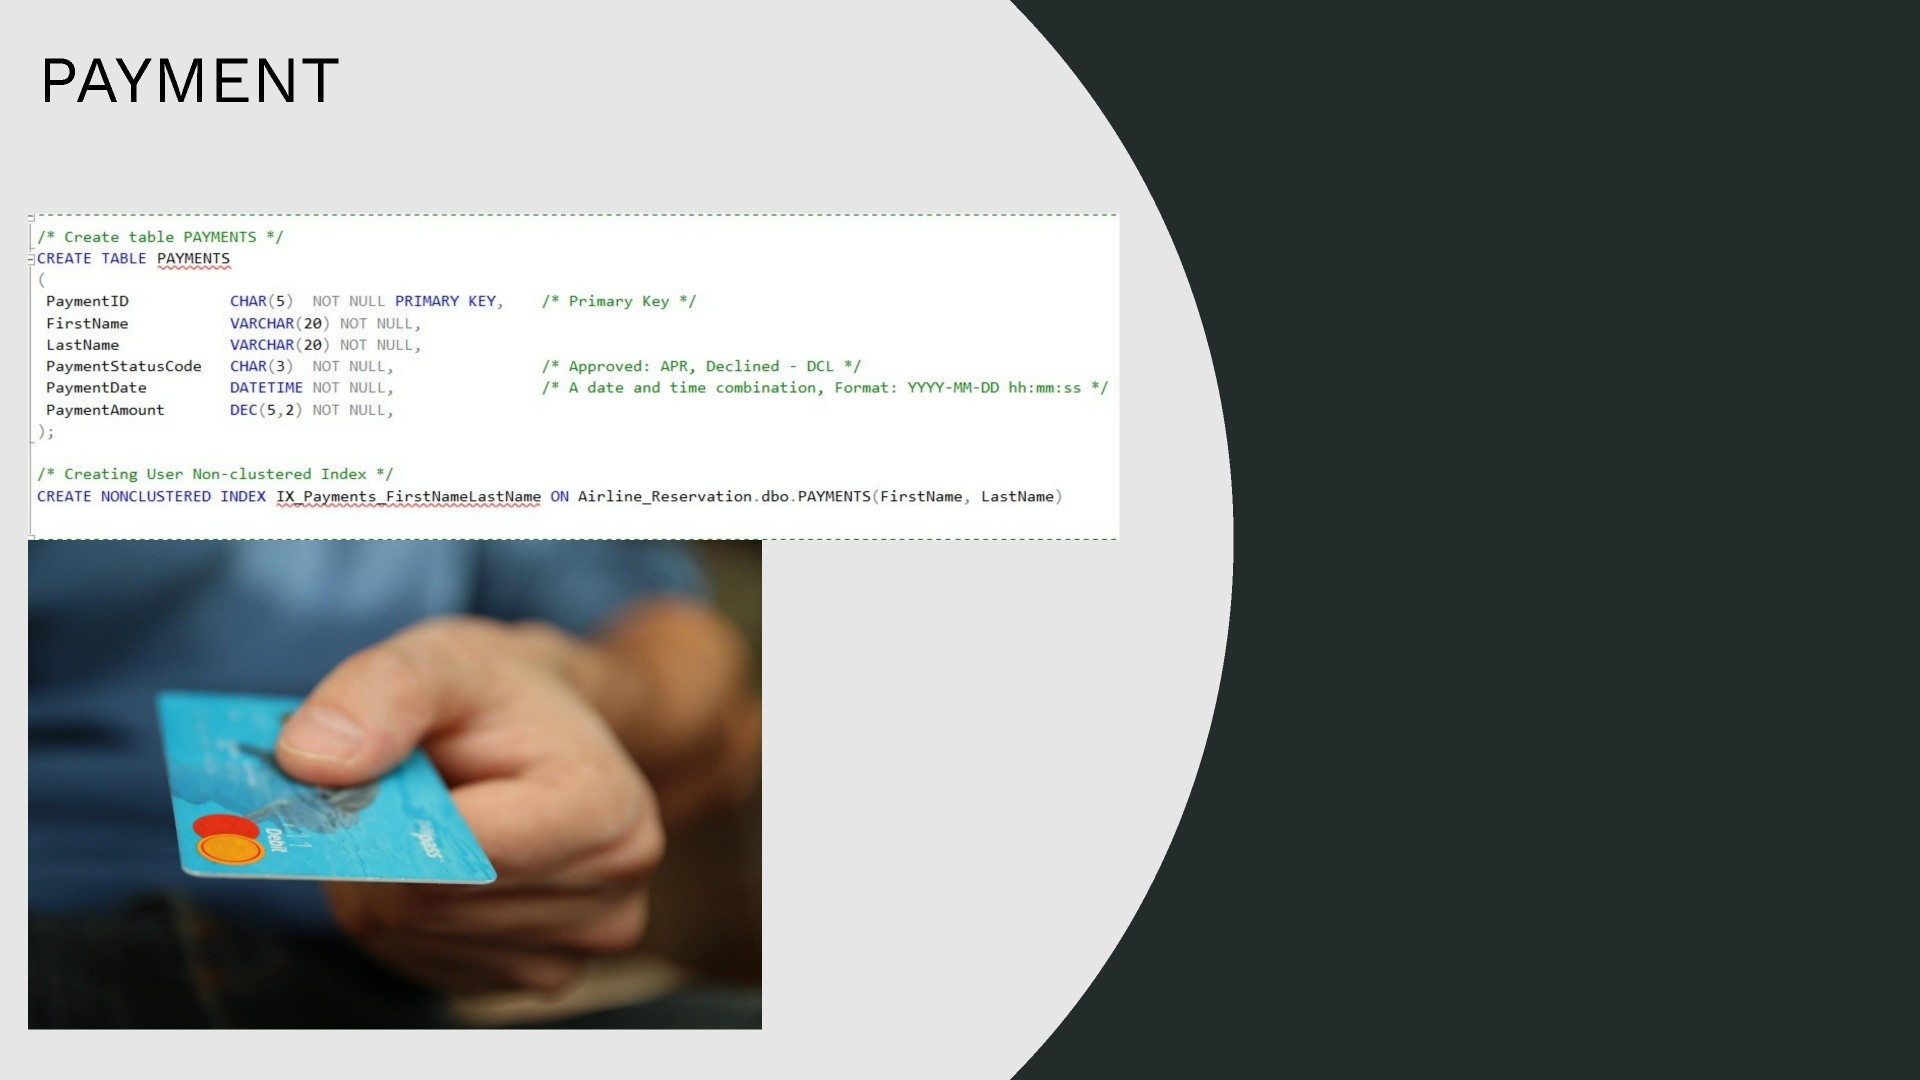 PAYMENT
/* Create table PAYMENTS */
CREATE TABLE PAYMENTS
(
PaymentID CHAR(5) NOT NULL PRIMARY KEY, /* Primary Key */
FirstName VARCHAR(20) NOT NULL,
LastName VARCHAR(20) NOT NULL,
PaymentStatusCode CHAR(3) NOT NULL, /* Approved: APR, Declined - DCL */
PaymentDate DATETIME NOT NULL, /* A date and time combination, Format: YYYY-MM-DD hh:mm:ss */
PaymentAmount DEC(5,2) NOT NULL,
);
/* Creating User Non-clustered Index */
CREATE NONCLUSTERED INDEX IX_Payments_FirstNameLastName ON Airline_Reservation.dbo.PAYMENTS(FirstName, LastName)
Debit